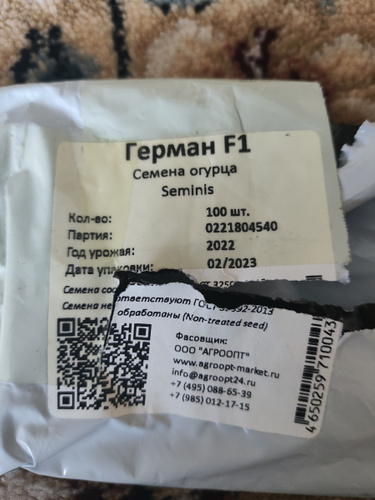 Герман F1
Семена огурца
Seminis
Кол-во: 100 шт.
Партия: 0221804540
Год урожая: 2022
Дата упаковки: 02/2023
Семена
ответствуют ГОСТ
Семена не
обработаны (Non-treated seed)
Фасовщик:
ООО "АГРООПТ"
www.agroopt-market.ru
info@agroopt24.ru
+7 (495) 088-65-39
+7 (985) 012-17-15
4650259710043